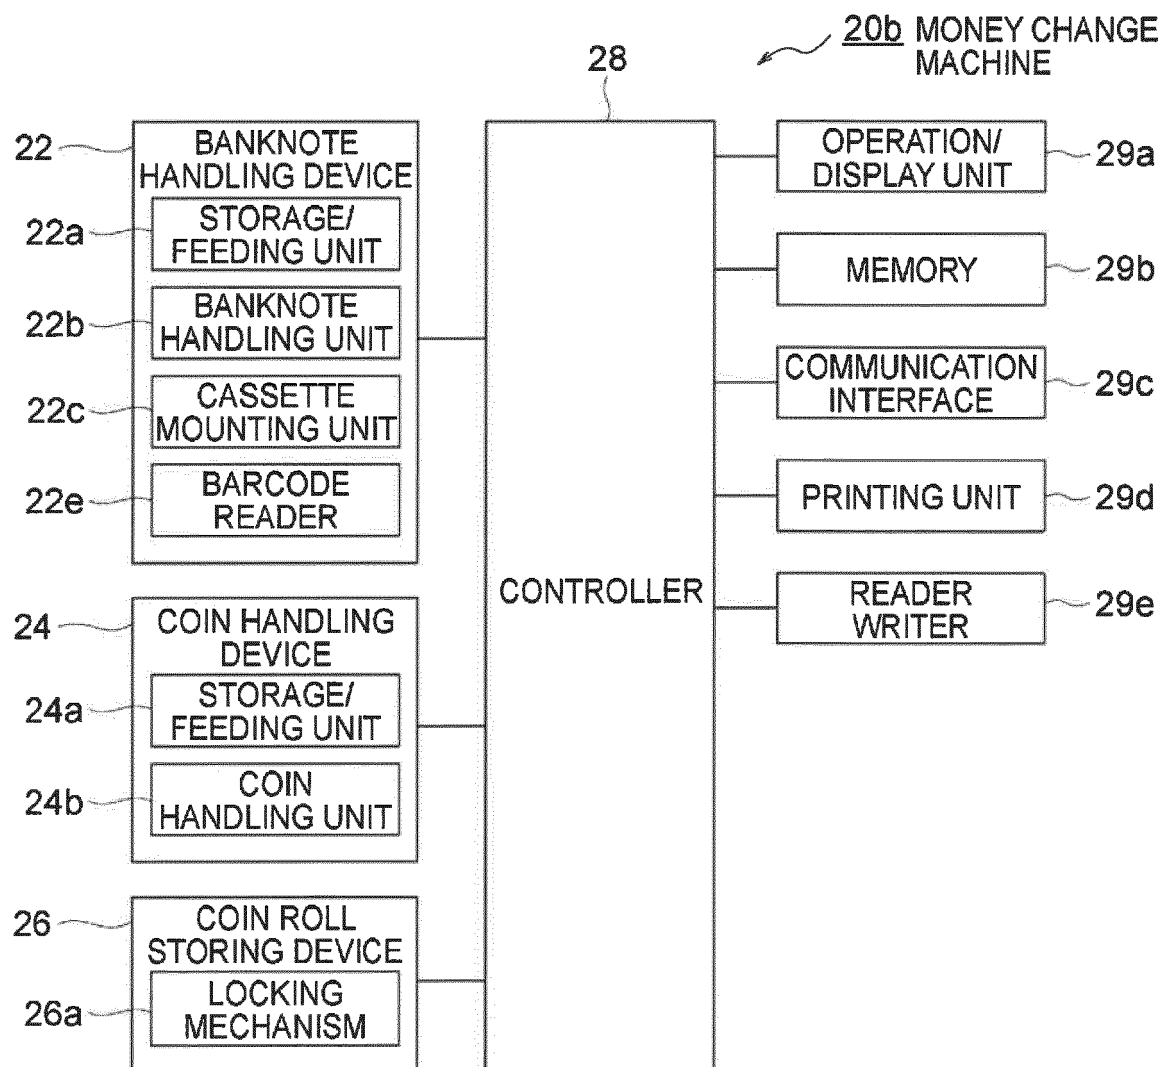 20b MONEY CHANGE
MACHINE
28
22
BANKNOTE
HANDLING DEVICE
22a
STORAGE/
FEEDING UNIT
22b
BANKNOTE
HANDLING UNIT
22c
CASSETTE
MOUNTING UNIT
22e
BARCODE
READER
24
COIN HANDLING
DEVICE
24a
STORAGE/
FEEDING UNIT
24b
COIN
HANDLING UNIT
26
COIN ROLL
STORING DEVICE
26a
LOCKING
MECHANISM
CONTROLLER
OPERATION/
DISPLAY UNIT
29a
MEMORY
29b
COMMUNICATION
INTERFACE
29c
PRINTING UNIT
29d
READER
WRITER
29e